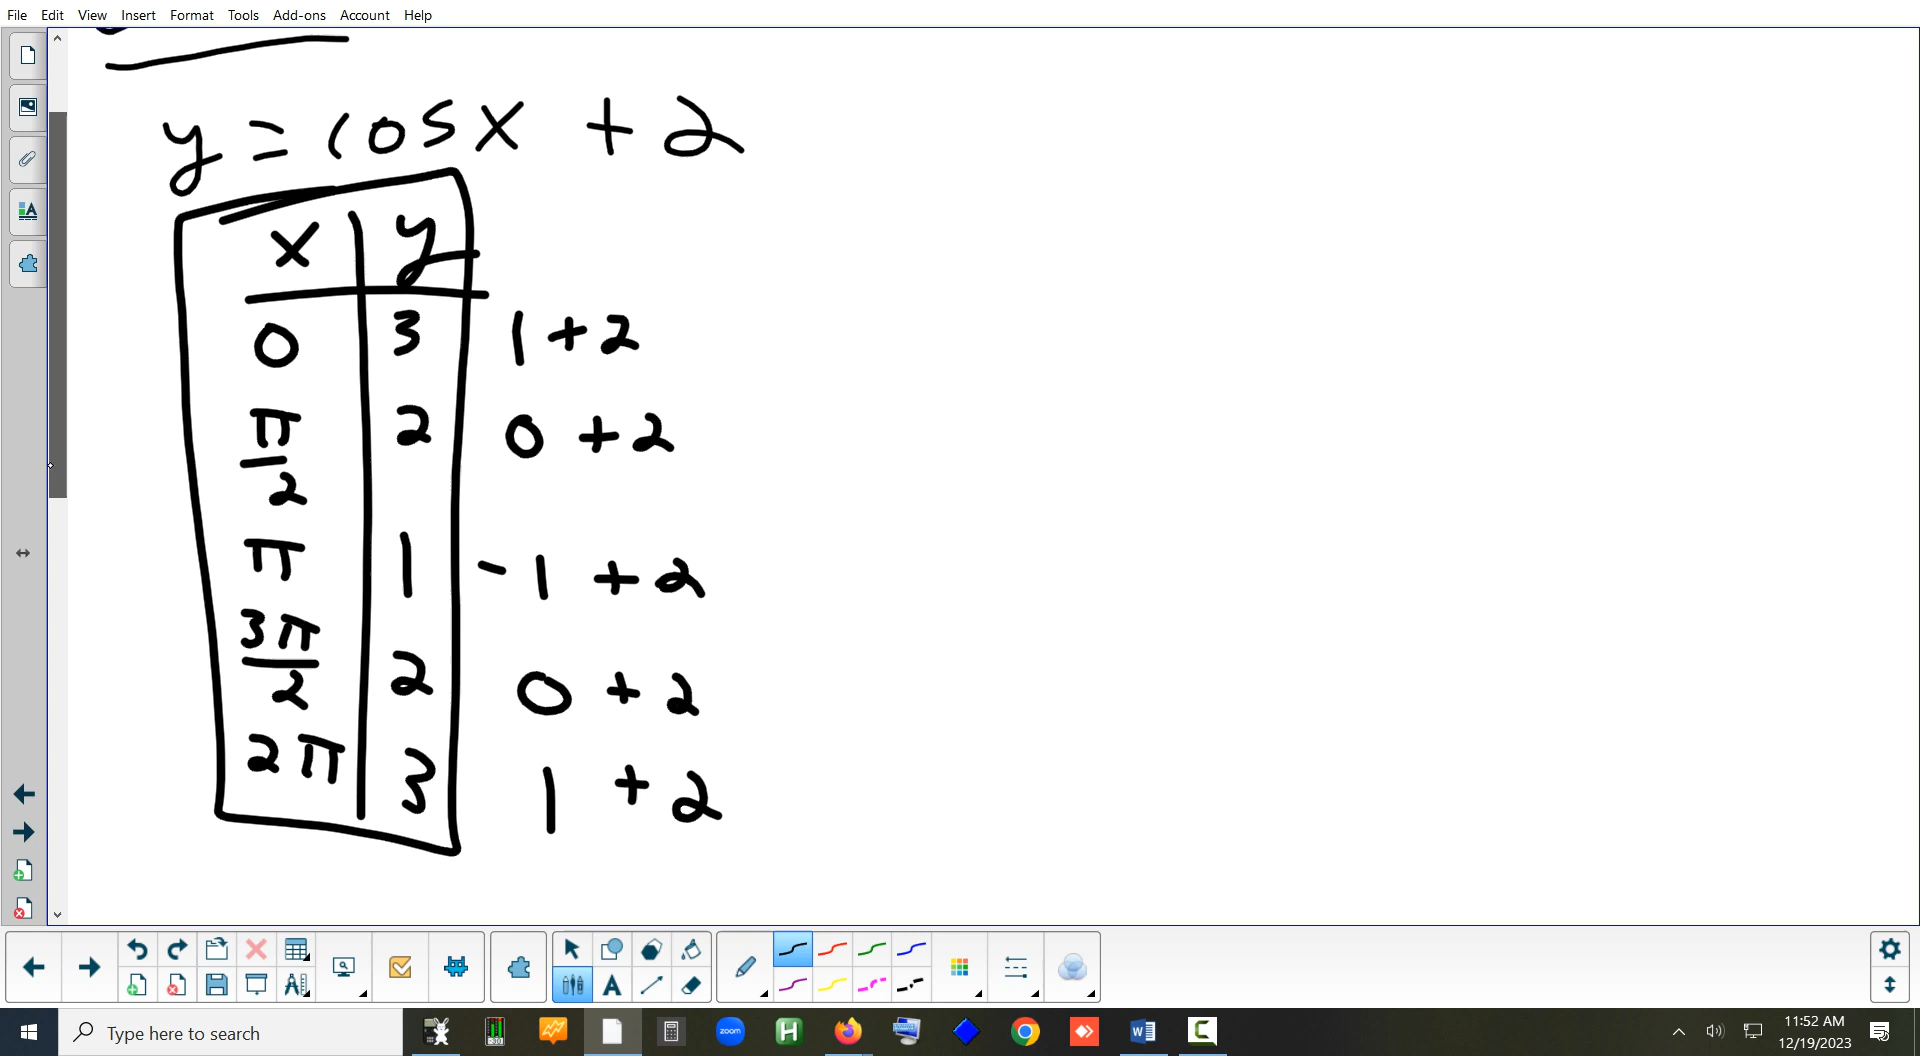 File Edit View Insert Format Tools Add-ons Account Help
y = cosx + 2
x y
0 3 1 + 2
π/2 2 0 + 2
π 1 - 1 + 2
3π/2 2 0 + 2
2π 3 1 + 2
A
zoom
H
W
C
Type here to search
11:52 AM
12/19/2023